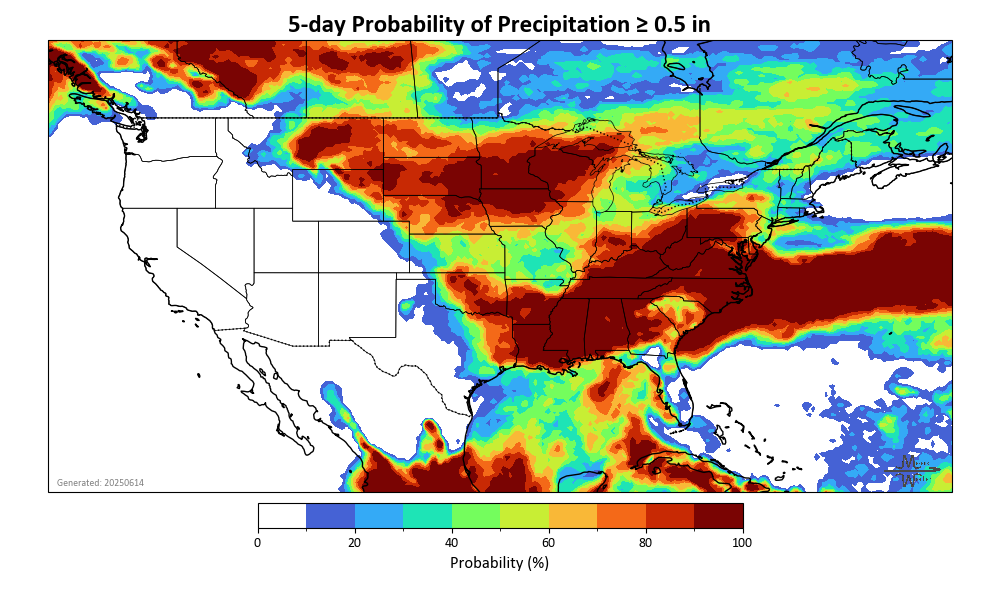 5-day Probability of Precipitation ≥ 0.5 in
Generated: 20250614
0 20 40 60 80 100
Probability (%)